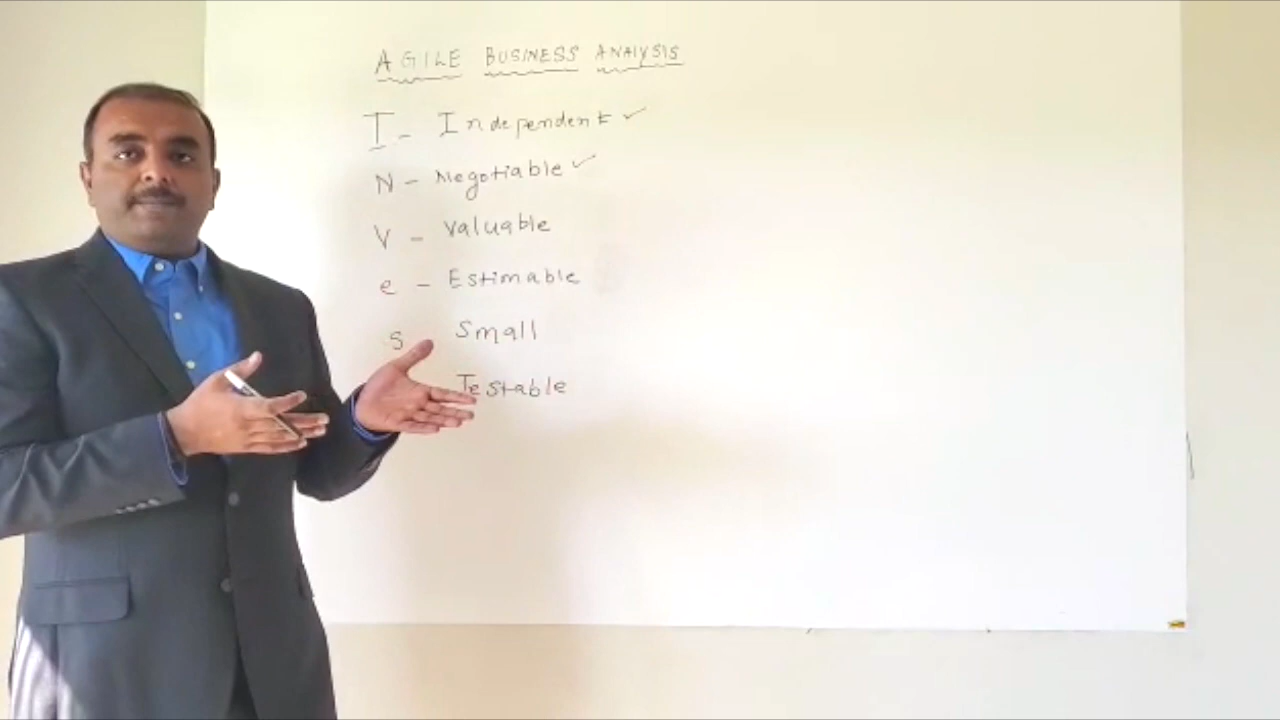 AGILE BUSINESS ANALYSIS
I - Independent ✓
N - Negotiable ✓
V - Valuable
e - Estimable
s Small
Testable